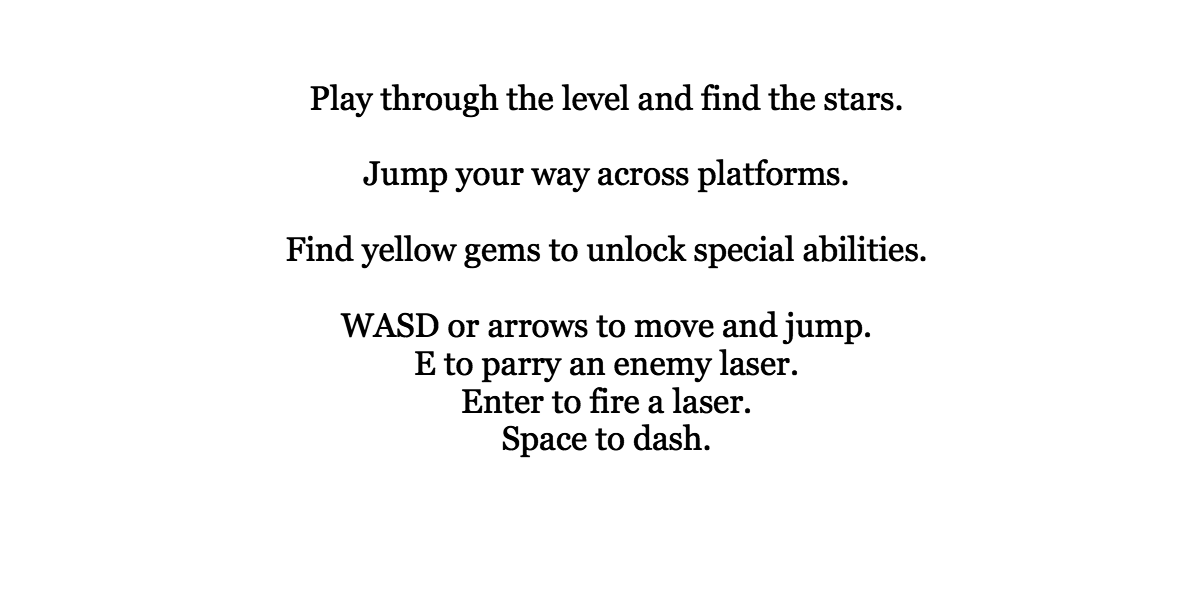 Play through the level and find the stars.
Jump your way across platforms.
Find yellow gems to unlock special abilities.
WASD or arrows to move and jump.
E to parry an enemy laser.
Enter to fire a laser.
Space to dash.